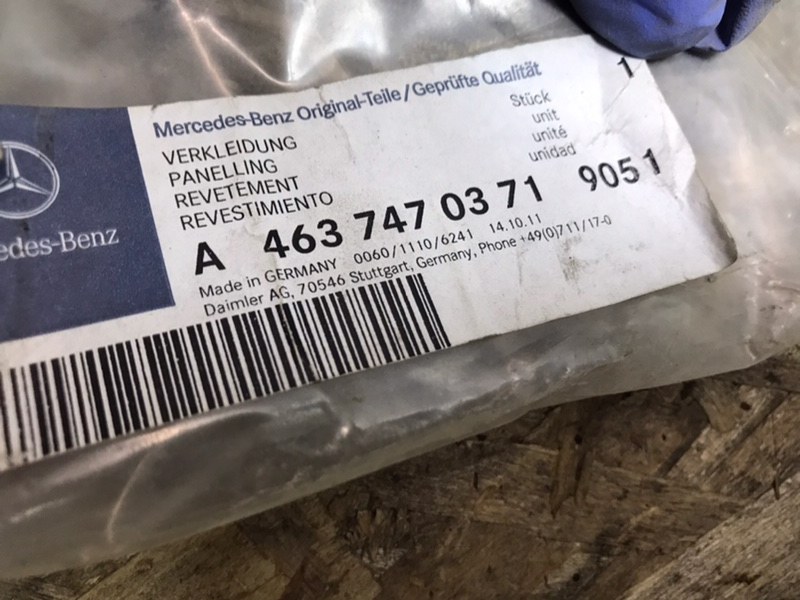 Mercedes-Benz Original-Teile/Geprüfte Qualität
VERKLEIDUNG
PANELLING
REVETEMENT
REVESTIMIENTO
1
Stück
unit
unité
unidad
A 463 747 03 71 9051
Made in GERMANY 0060/1110/6241 14.10.11
Daimler AG, 70546 Stuttgart, Germany, Phone +49(0)711/17-0
edes-Benz